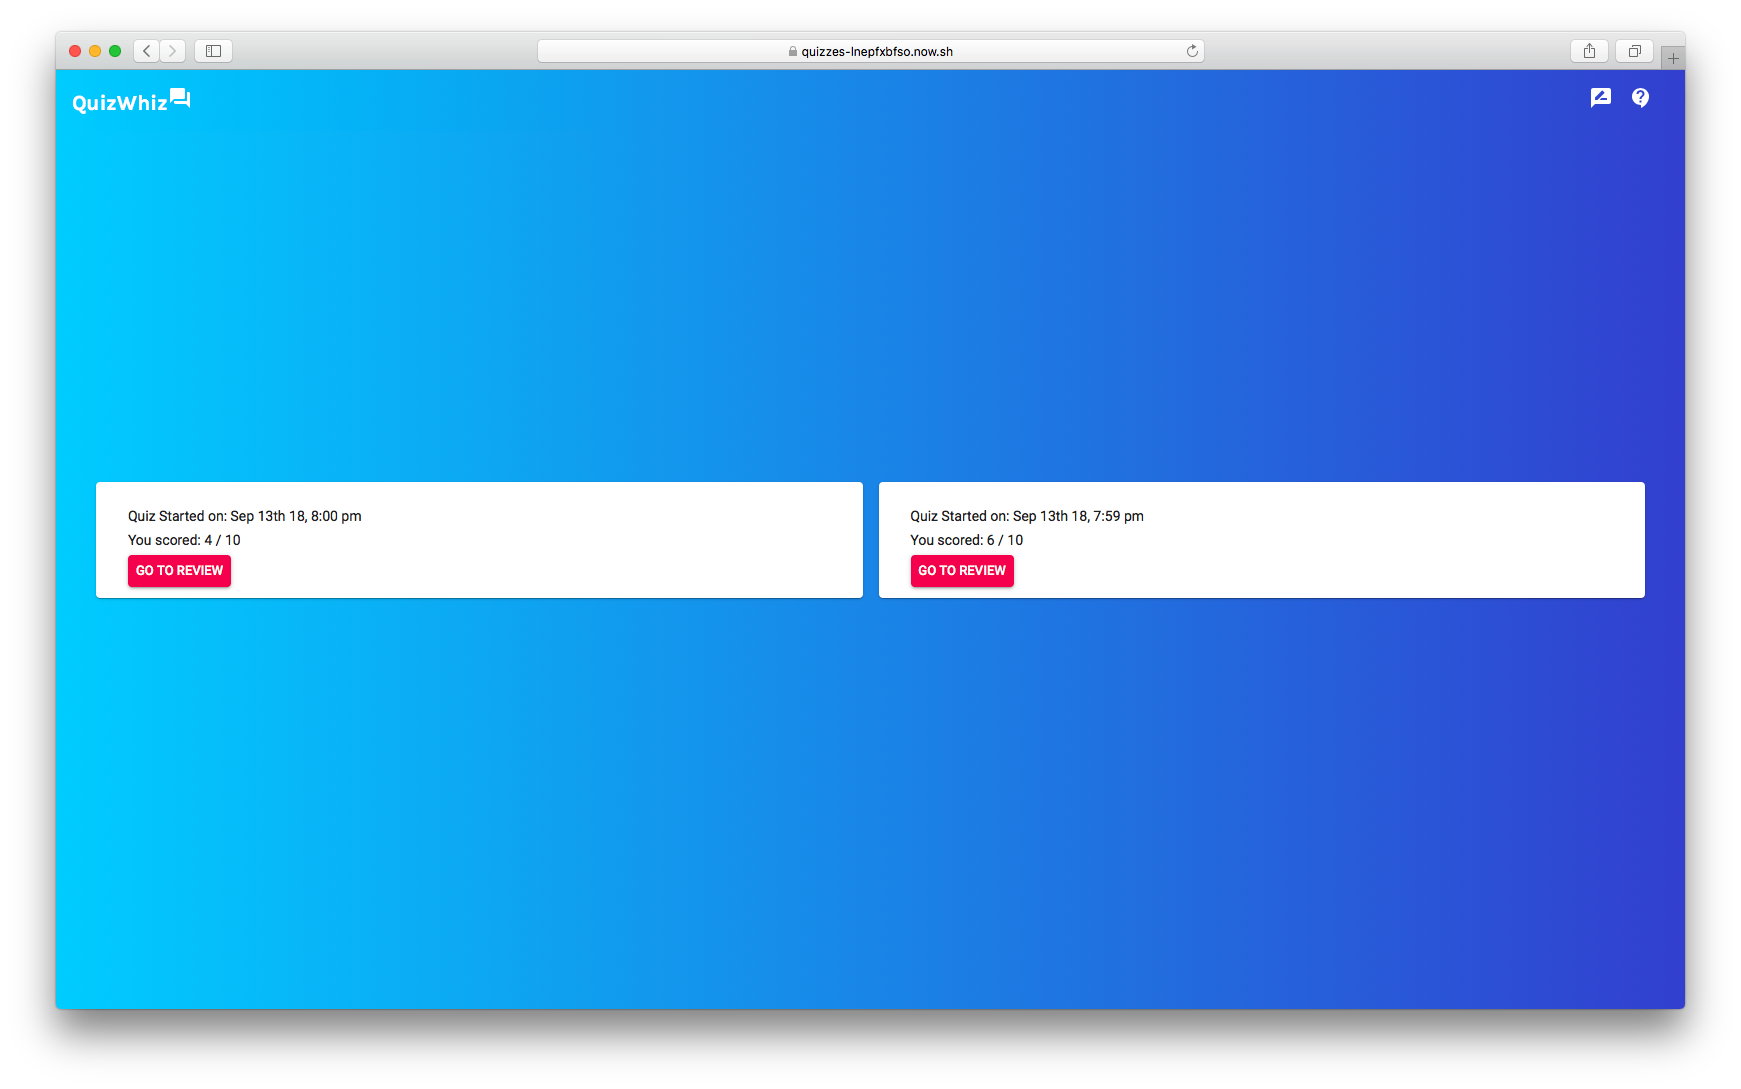 quizzes-lnepfxbfso.now.sh
QuizWhiz
Quiz Started on: Sep 13th 18, 8:00 pm
You scored: 4 / 10
GO TO REVIEW
Quiz Started on: Sep 13th 18, 7:59 pm
You scored: 6 / 10
GO TO REVIEW